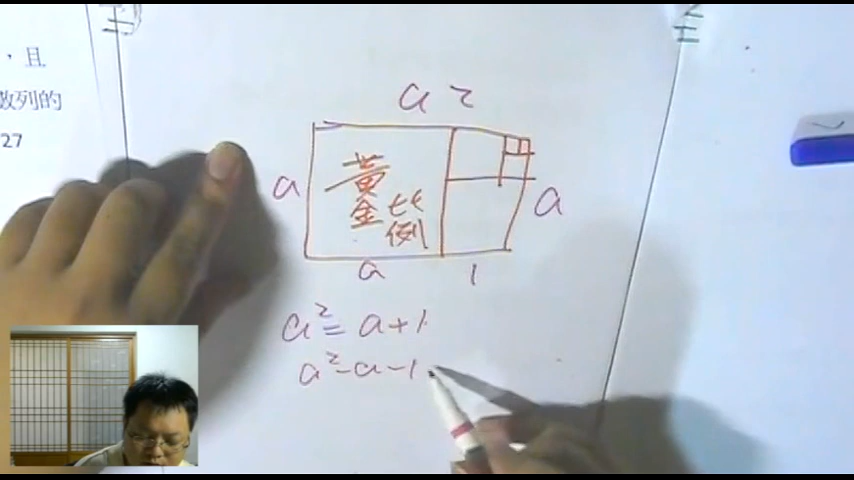 ，且
數列的
27
a²
a
黃金比例
a
a
1
a² = a + 1
a² - a - 1